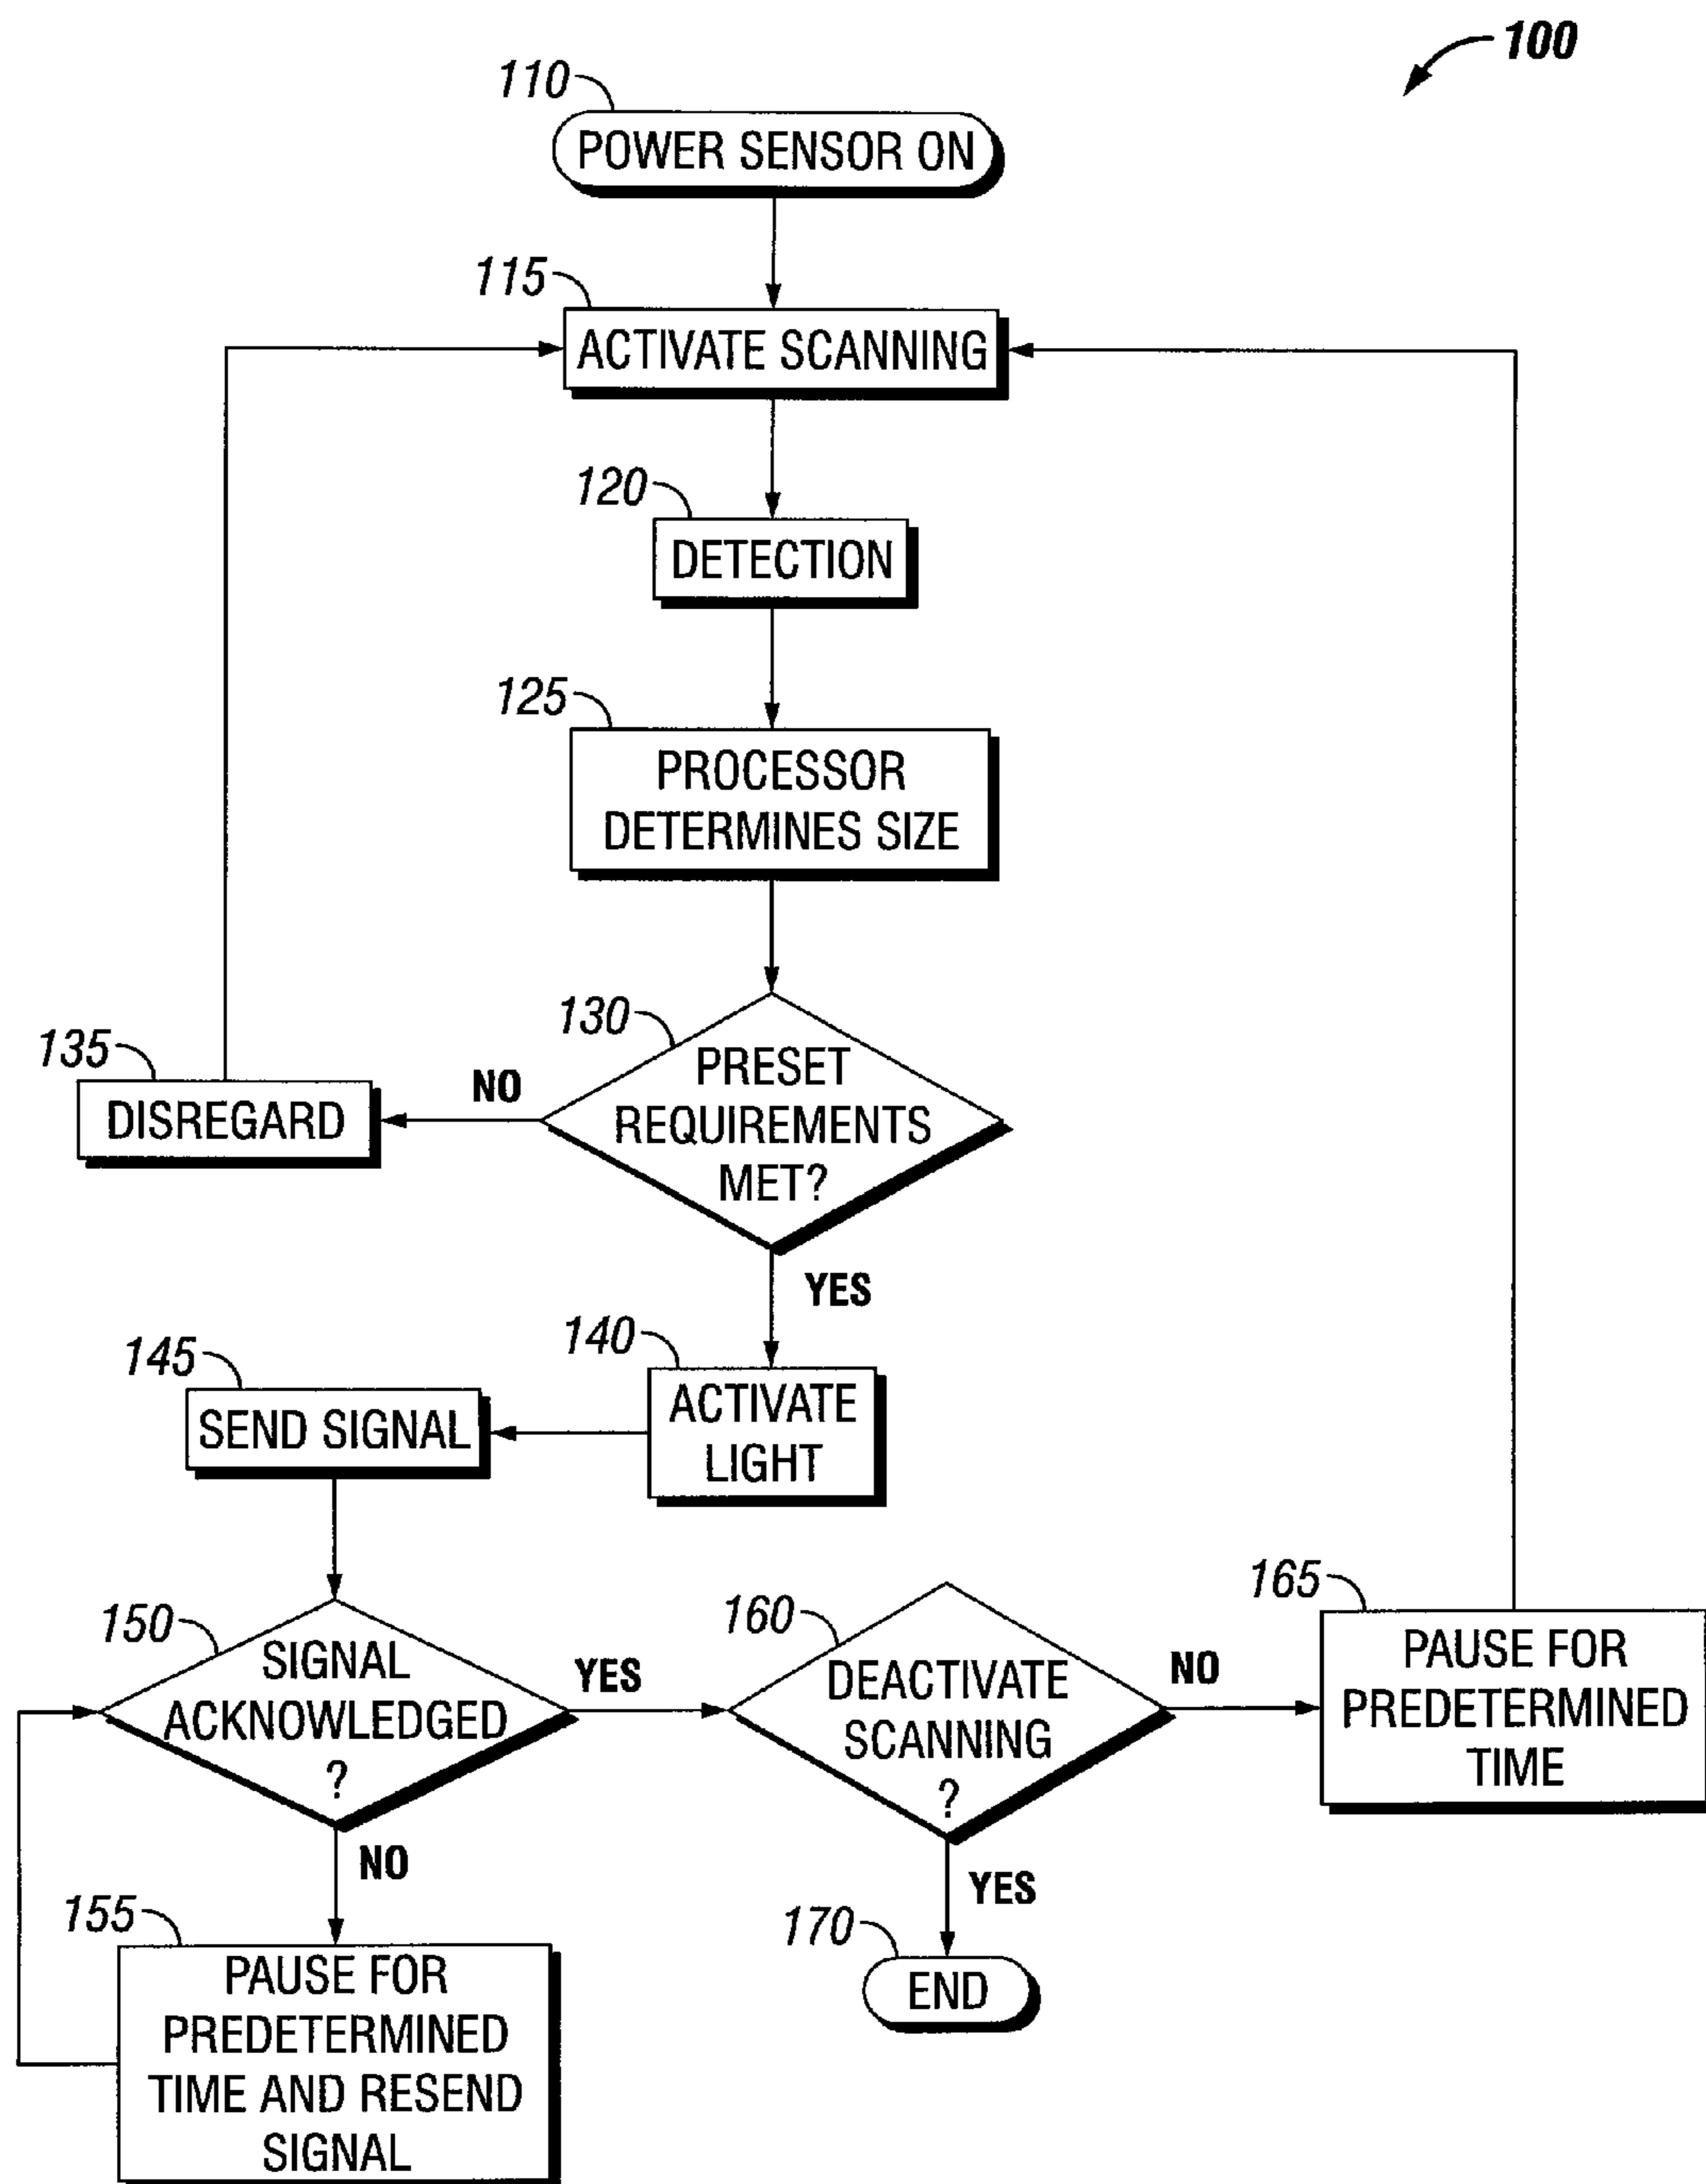 100
110
POWER SENSOR ON
115
ACTIVATE SCANNING
120
DETECTION
125
PROCESSOR
DETERMINES SIZE
130
PRESET
REQUIREMENTS
MET?
NO
135
DISREGARD
YES
140
ACTIVATE
LIGHT
145
SEND SIGNAL
150
SIGNAL
ACKNOWLEDGED
?
NO
155
PAUSE FOR
PREDETERMINED
TIME AND RESEND
SIGNAL
YES
160
DEACTIVATE
SCANNING
?
NO
165
PAUSE FOR
PREDETERMINED
TIME
YES
170
END